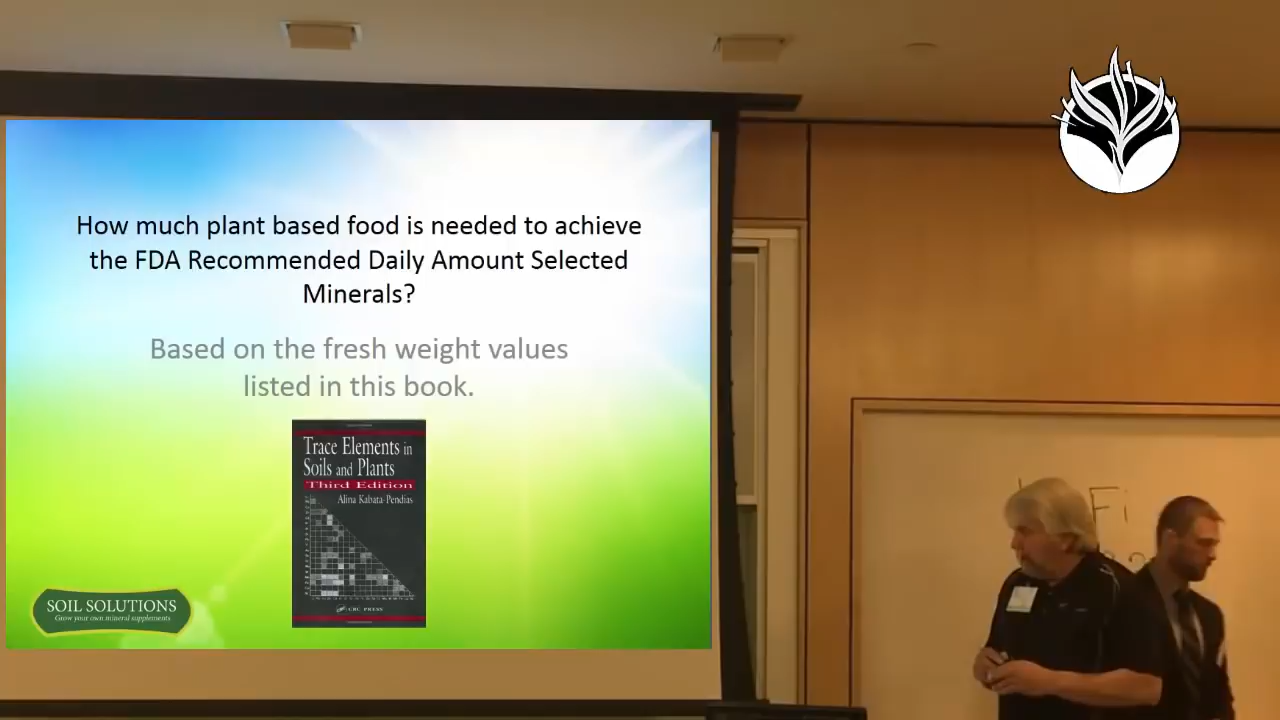 How much plant based food is needed to achieve
the FDA Recommended Daily Amount Selected
Minerals?
Based on the fresh weight values
listed in this book.
Trace Elements in
Soils and Plants
Third Edition
Alina Kabata-Pendias
CRC PRESS
SOIL SOLUTIONS
Grow your own mineral supplements